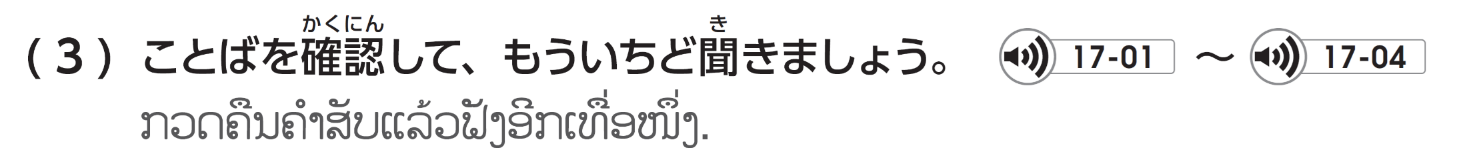 かくにん き
(3) ことばを確認して、もういちど聞きましょう。 17-01 ～ 17-04
ກວດຄືນຄຳສັບແລ້ວຟັງອີກເທື່ອໜຶ່ງ.